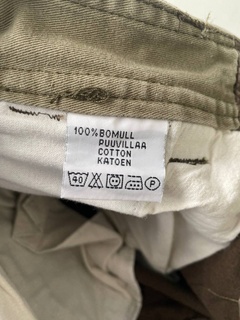 100% BOMULL
PUUVILLAA
COTTON
KATOEN
40 P